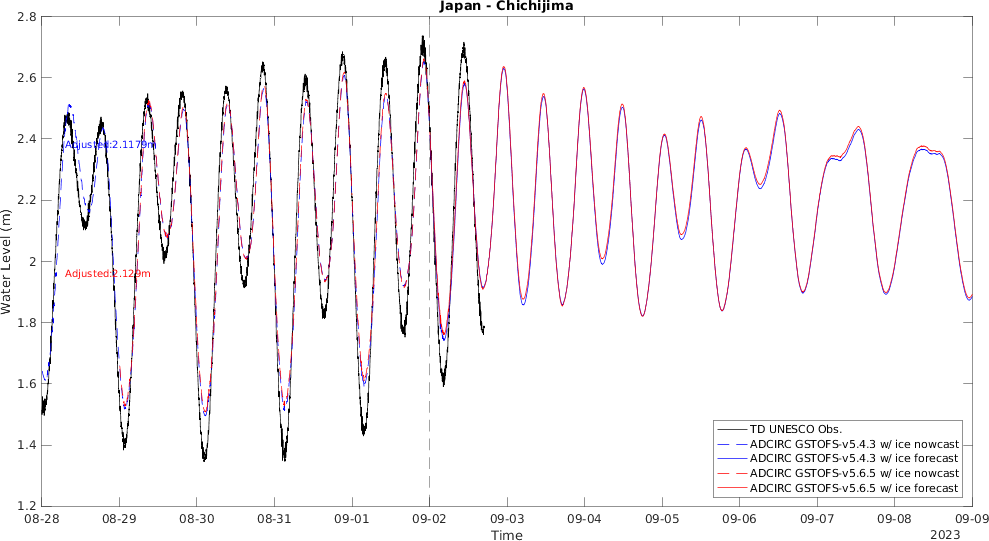 Japan - Chichijima
2.8
2.6
2.4
2.2
2
1.8
1.6
1.4
1.2
Water Level (m)
Adjusted:2.1179m
Adjusted:2.129m
TD UNESCO Obs.
ADCIRC GSTOFS-v5.4.3 w/ ice nowcast
ADCIRC GSTOFS-v5.4.3 w/ ice forecast
ADCIRC GSTOFS-v5.6.5 w/ ice nowcast
ADCIRC GSTOFS-v5.6.5 w/ ice forecast
08-28 08-29 08-30 08-31 09-01 09-02 09-03 09-04 09-05 09-06 09-07 09-08 09-09
Time
2023